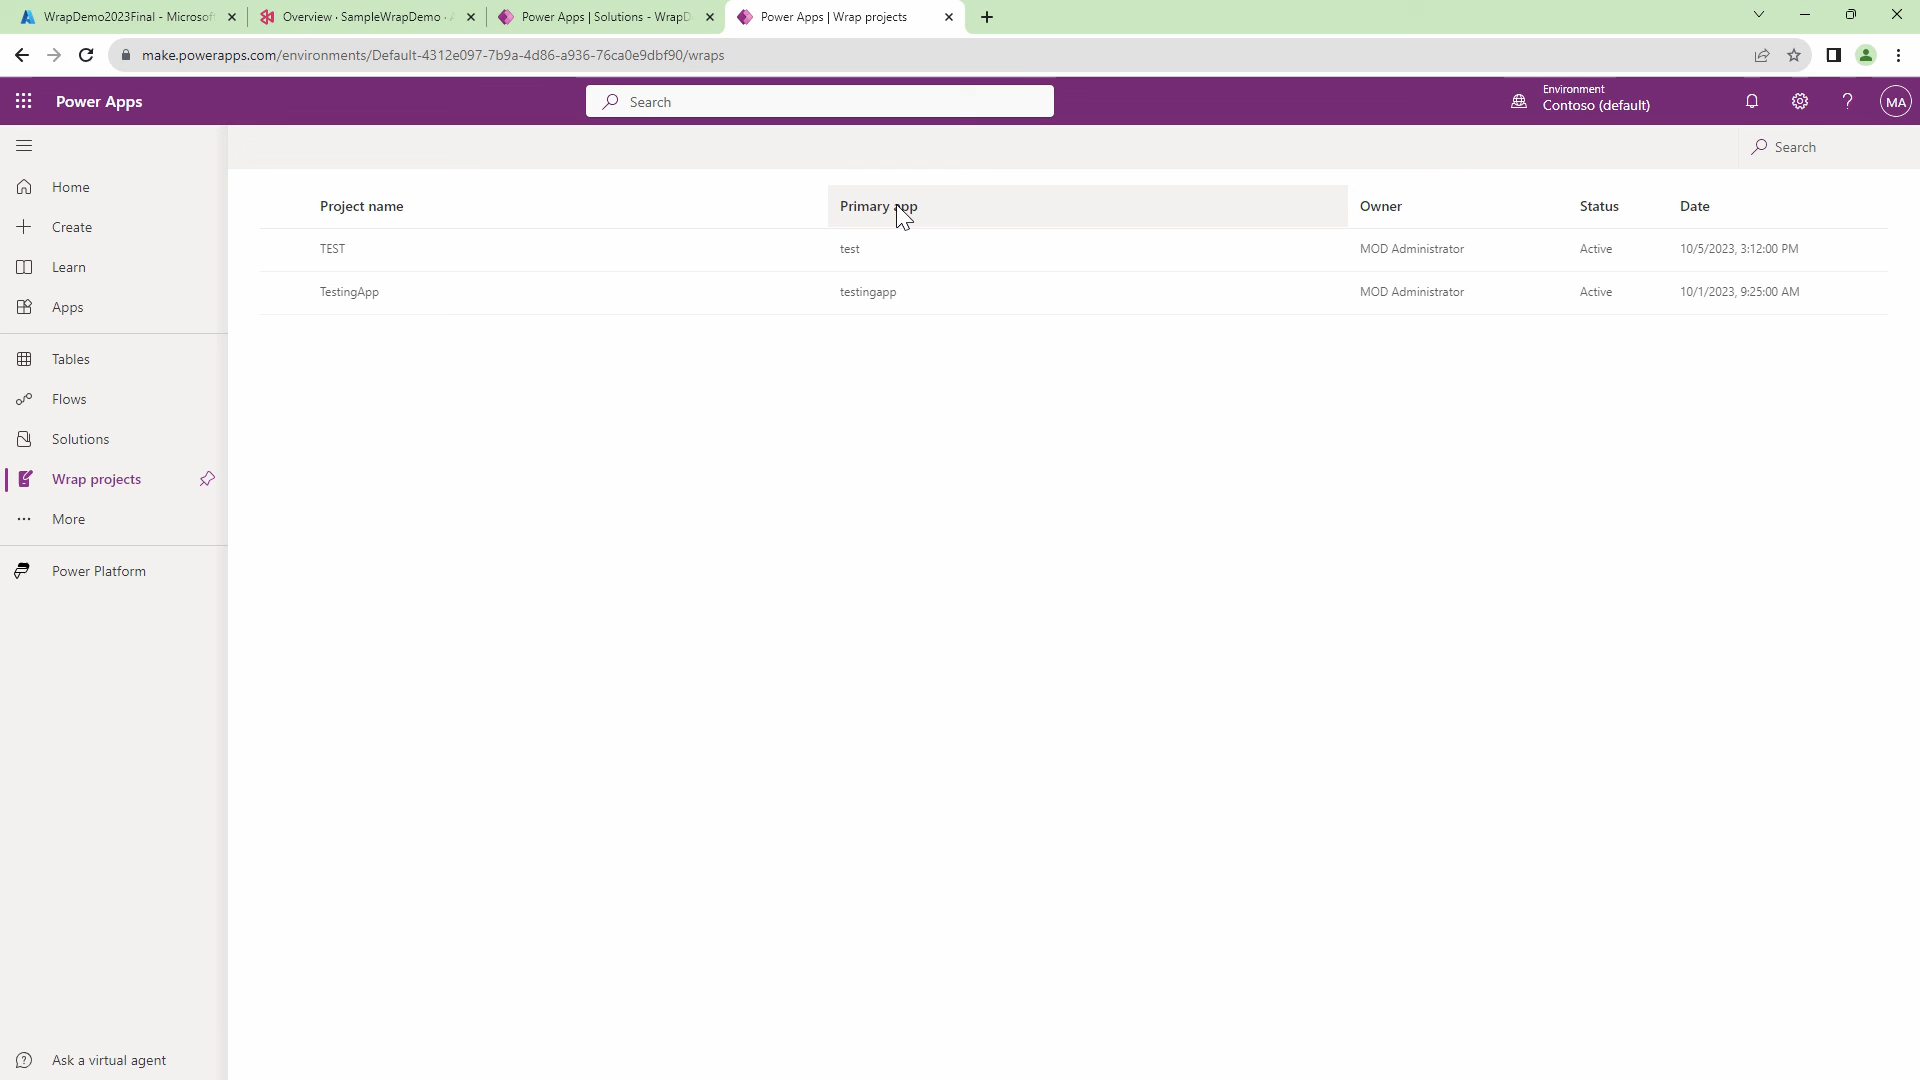 WrapDemo2023Final - Microsof
Overview · SampleWrapDemo ·
Power Apps | Solutions - WrapD
Power Apps | Wrap projects
make.powerapps.com/environments/Default-4312e097-7b9a-4d86-a936-76ca0e9dbf90/wraps
Power Apps
Search
Environment
Contoso (default)
MA
Search
Home
Create
Learn
Apps
Tables
Flows
Solutions
Wrap projects
More
Power Platform
Ask a virtual agent
Project name Primary app Owner Status Date
TEST test MOD Administrator Active 10/5/2023, 3:12:00 PM
TestingApp testingapp MOD Administrator Active 10/1/2023, 9:25:00 AM